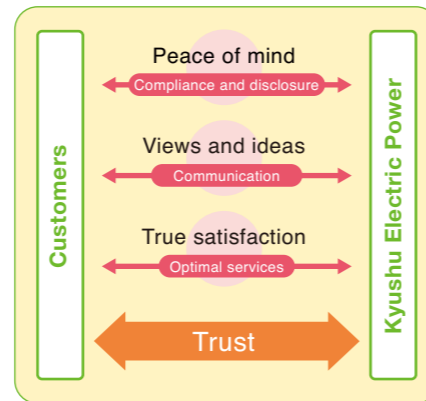 Customers
Peace of mind
Compliance and disclosure
Views and ideas
Communication
True satisfaction
Optimal services
Trust
Kyushu Electric Power